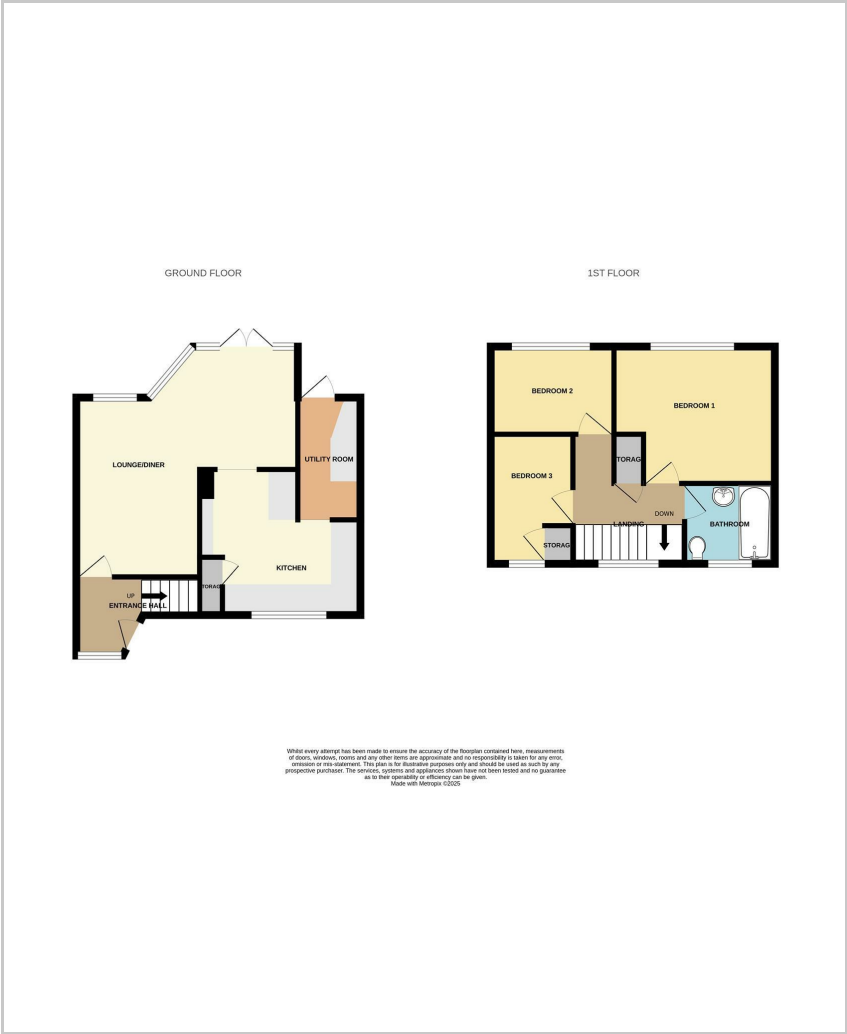 GROUND FLOOR
LOUNGE/DINER
UTILITY ROOM
KITCHEN
TORAG
UP
ENTRANCE HALL
1ST FLOOR
BEDROOM 2
BEDROOM 1
TORAG
BEDROOM 3
DOWN
LANDING
BATHROOM
STORAG
Whilst every attempt has been made to ensure the accuracy of the floorplan contained here, measurements
of doors, windows, rooms and any other items are approximate and no responsibility is taken for any error,
omission or mis-statement. This plan is for illustrative purposes only and should be used as such by any
prospective purchaser. The services, systems and appliances shown have not been tested and no guarantee
as to their operability or efficiency can be given.
Made with Metropix ©2025